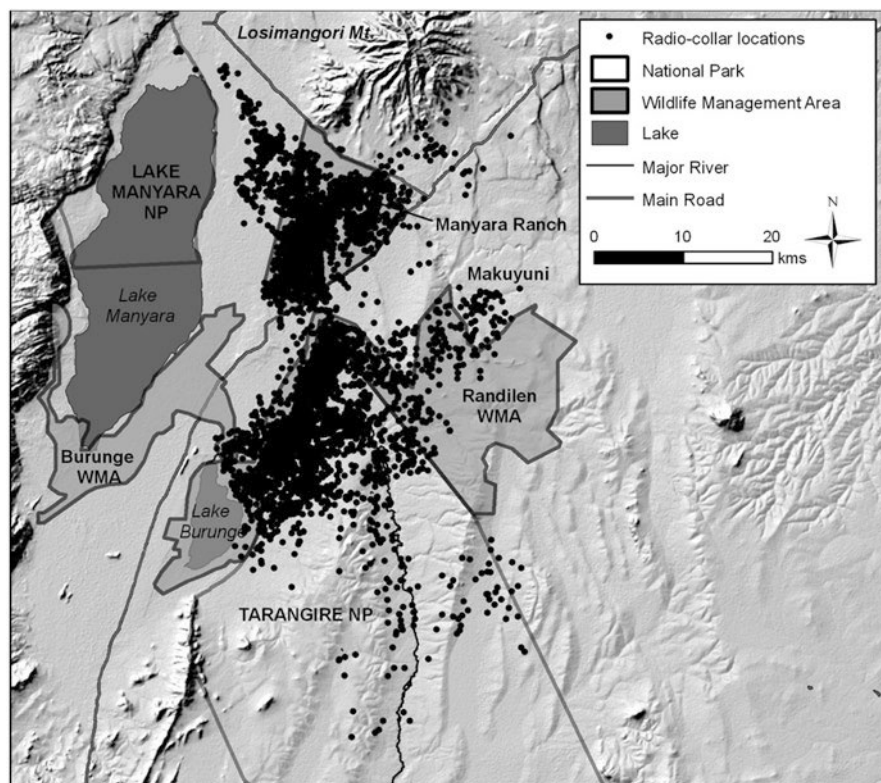 Losimangori Mt.
Radio-collar locations
National Park
Wildlife Management Area
Lake
Major River
Main Road
N
0 10 20
kms
LAKE
MANYARA
NP
Manyara Ranch
Makuyuni
Lake
Manyara
Randilen
WMA
Burunge
WMA
Lake
Burunge
TARANGIRE NP